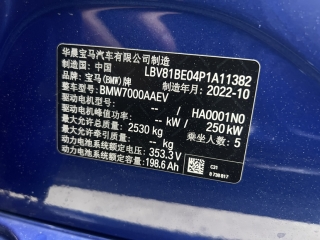 华晨宝马汽车有限公司制造
制造国: 中国 LBV81BE04P1A11382
品牌: 宝马(BMW)牌 制造年月: 2022-10
整车型号: BMW7000AAEV
驱动电机型号: -- / HA0001N0
驱动电机峰值功率: -- kW / 250 kW
最大允许总质量: 2530 kg 乘坐人数: 5
最大允许牵引质量: -- kg
动力电池系统额定电压: 353.3 V
动力电池系统额定容量: 198.6 Ah
C31